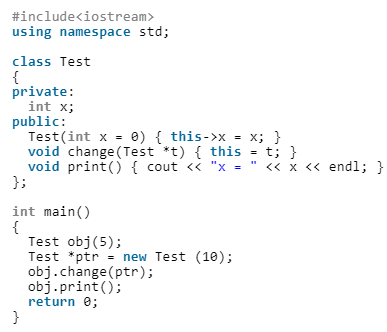 #include<iostream>
using namespace std;

class Test
{
private:
  int x;
public:
  Test(int x = 0) { this->x = x; }
  void change(Test *t) { this = t; }
  void print() { cout << "x = " << x << endl; }
};

int main()
{
  Test obj(5);
  Test *ptr = new Test (10);
  obj.change(ptr);
  obj.print();
  return 0;
}